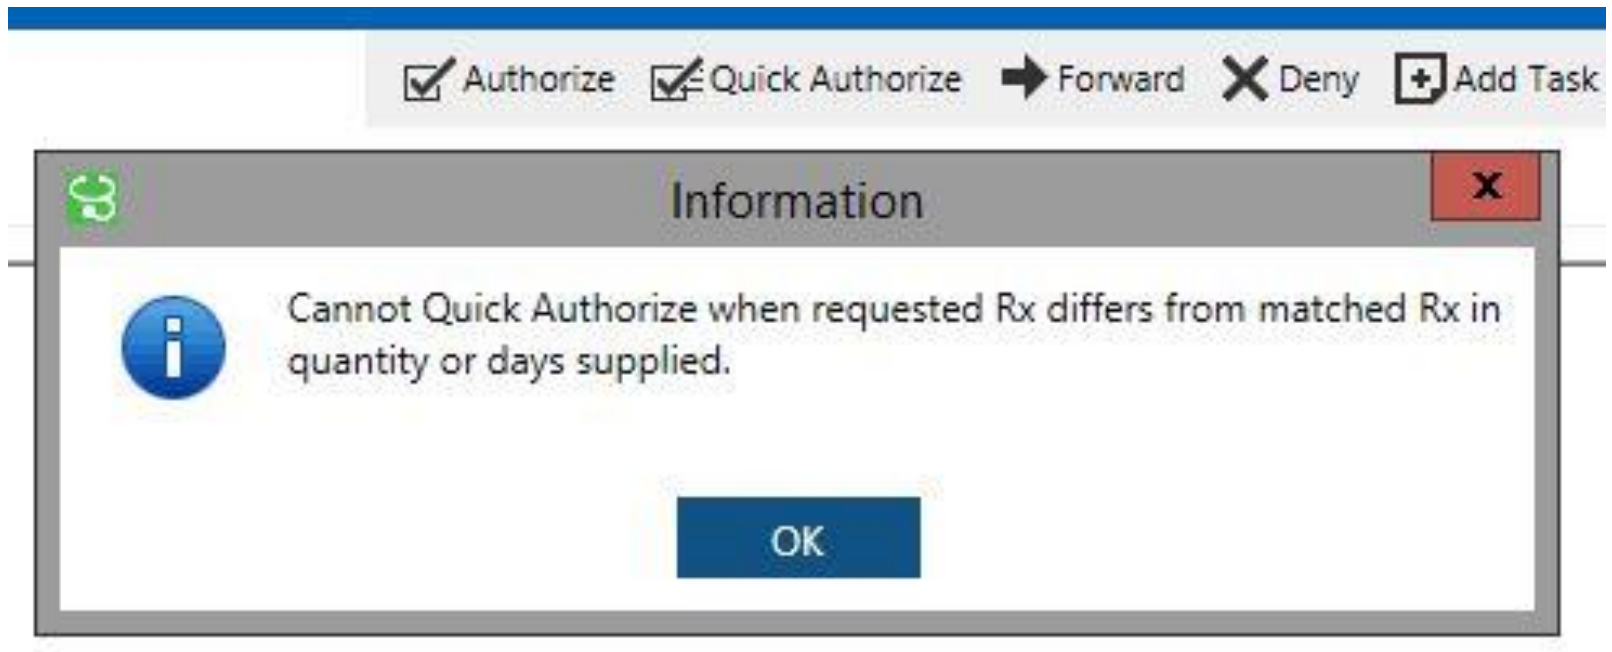 Authorize Quick Authorize Forward Deny Add Task
Information
x
Cannot Quick Authorize when requested Rx differs from matched Rx in
quantity or days supplied.
OK